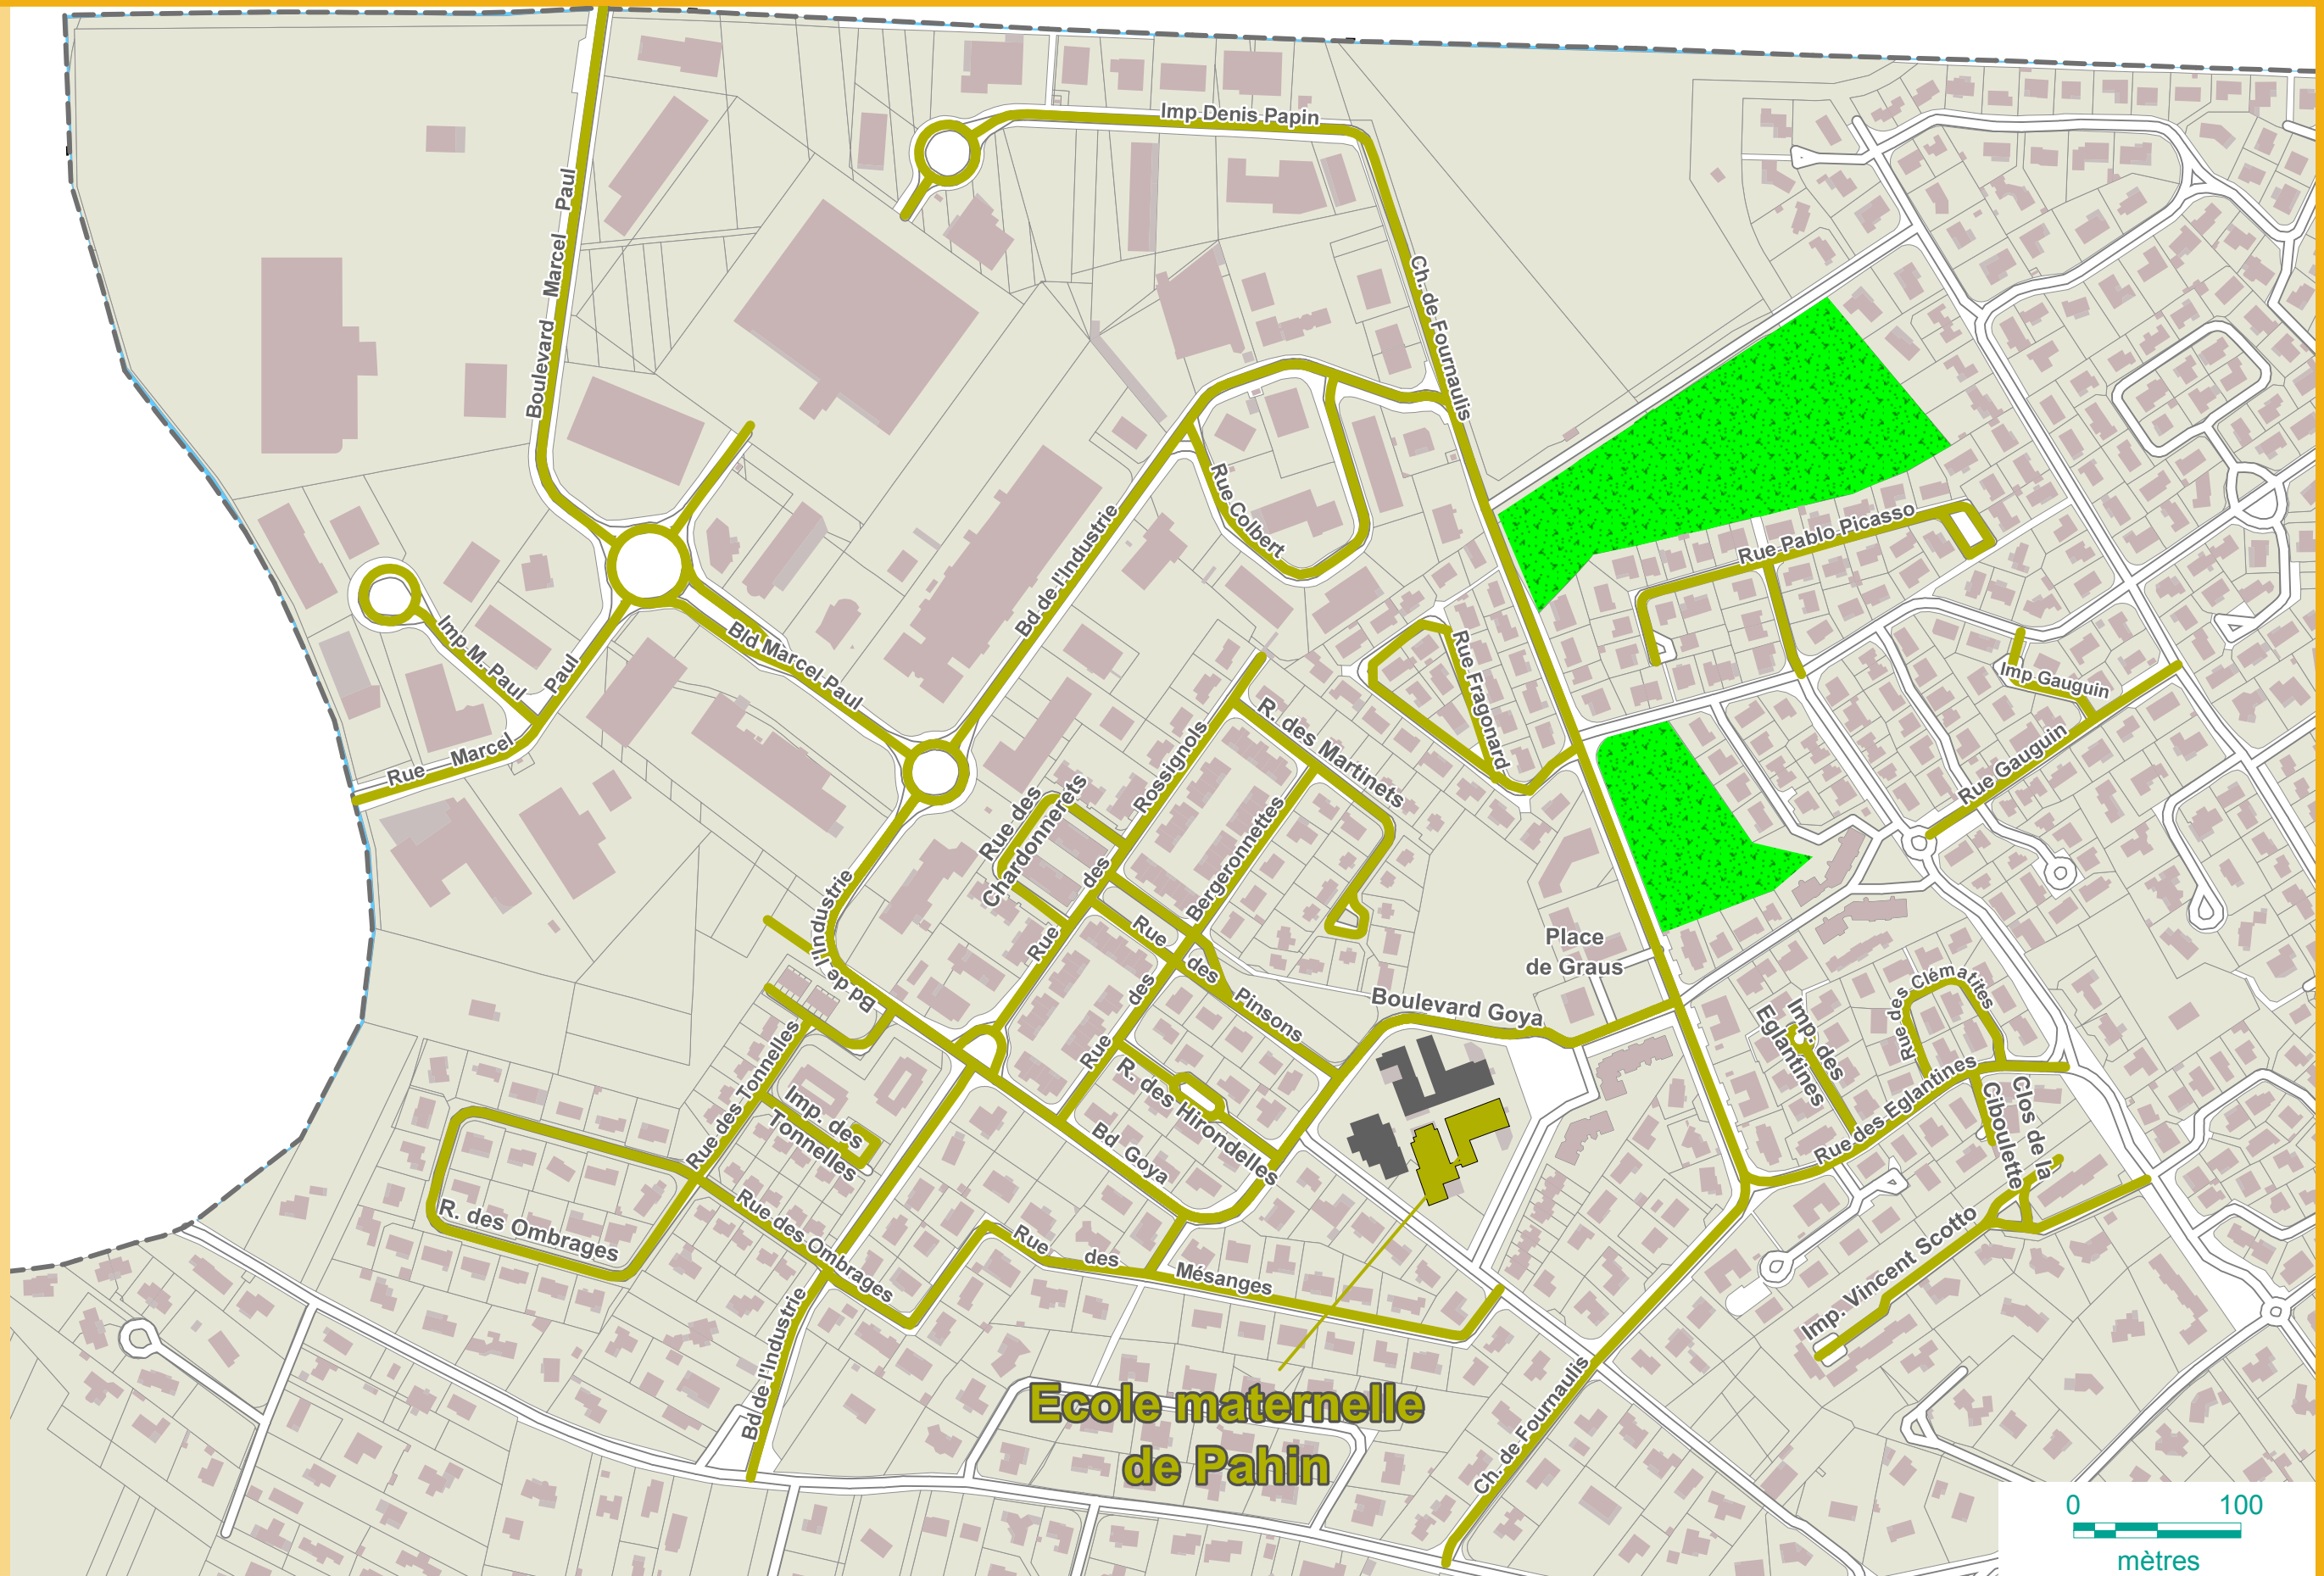 Imp Denis Papin
Boulevard Marcel Paul
Ch. de Fournaulis
Rue Colbert
Bd de l'Industrie
Rue Pablo Picasso
Imp M. Paul
Bld Marcel Paul
Rue Fragonard
Imp Gauguin
Rue Marcel Paul
R. des Martinets
Rue Gauguin
Rue des
Chardonnerets
Rue des Rossignols
Rue des Bergeronnettes
Bd de l'Industrie
Rue des Pinsons
Place
de Graus
Boulevard Goya
Rue des Clématites
Imp. des
Eglantines
Rue des Tonnelles
Imp. des
Tonnelles
R. des Hirondelles
Bd Goya
Rue des Eglantines
Clos de la
Ciboulette
R. des Ombrages
Rue des Ombrages
Rue des Mésanges
Imp. Vincent Scotto
Bd de l'Industrie
Ch. de Fournaulis
Ecole maternelle
de Pahin
0 100
mètres